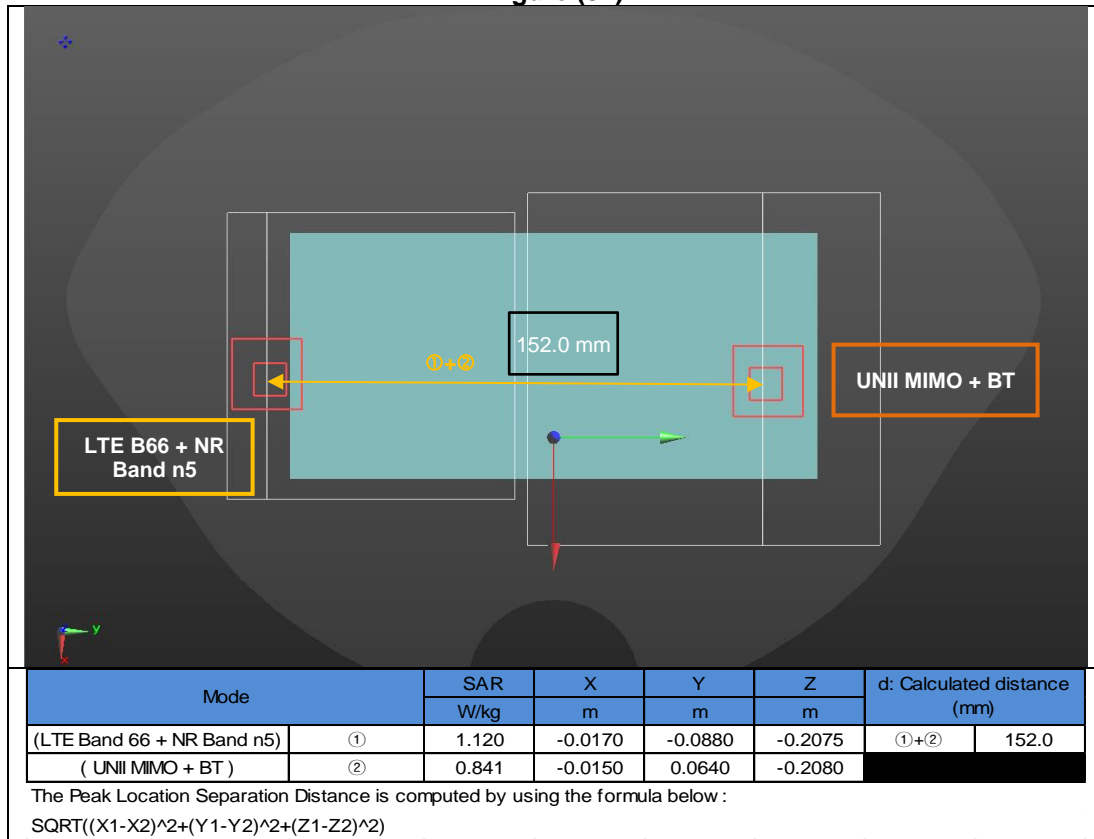 ①+②
152.0 mm
UNII MIMO + BT
LTE B66 + NR
Band n5
y
x
Mode SAR X Y Z d: Calculated distance
(mm)
W/kg m m m
(LTE Band 66 + NR Band n5) ① 1.120 -0.0170 -0.0880 -0.2075 ①+② 152.0
( UNII MIMO + BT ) ② 0.841 -0.0150 0.0640 -0.2080
The Peak Location Separation Distance is computed by using the formula below :
SQRT((X1-X2)^2+(Y1-Y2)^2+(Z1-Z2)^2)